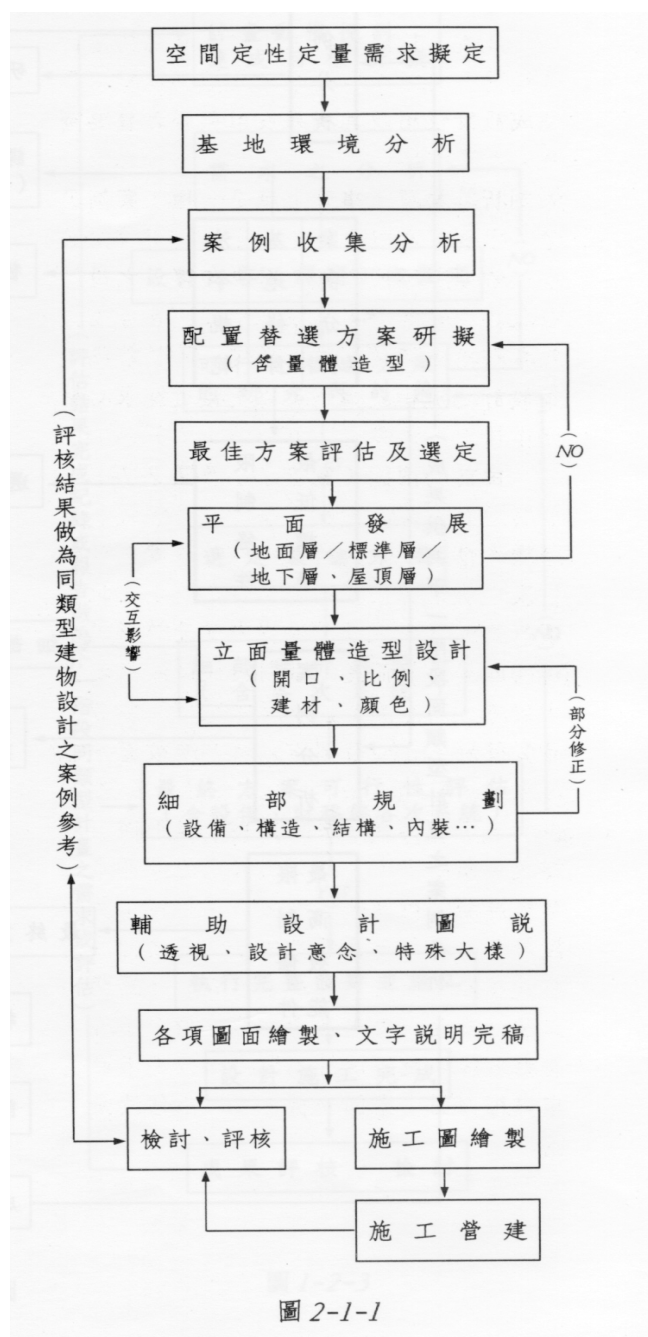 空間定性定量需求擬定
基地環境分析
案例收集分析
配置替選方案研擬
(含量體造型)
(NO)
最佳方案評估及選定
平面發展
(地面層/標準層/
地下層、屋頂層)
(交互影響)
(評核結果做為同類型建物設計之案例參考)
立面量體造型設計
(開口、比例、
建材、顏色)
(部分修正)
細部規劃
(設備、構造、結構、內裝…)
輔助設計圖説
(透視、設計意念、特殊大樣)
各項圖面繪製、文字説明完稿
檢討、評核
施工圖繪製
施工營建
圖 2-1-1